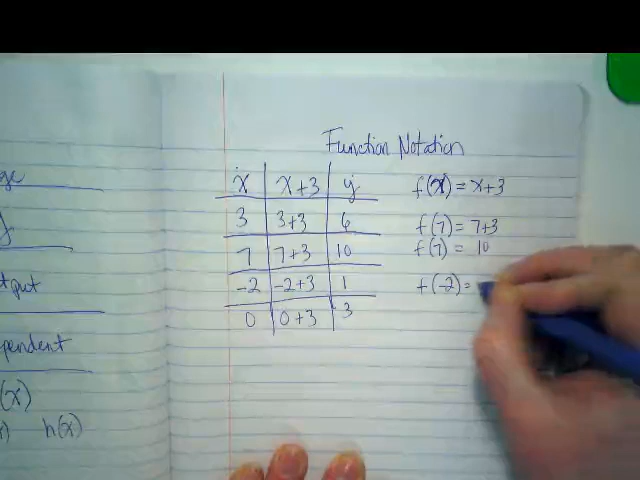 ge
y.
tput
pendent
(x)
h(x)
Function Notation
x x+3 y
3 3+3 6
7 7+3 10
-2 -2+3 1
0 0+3 3
f(x) = x+3
f(7) = 7+3
f(7) = 10
f(-2) =